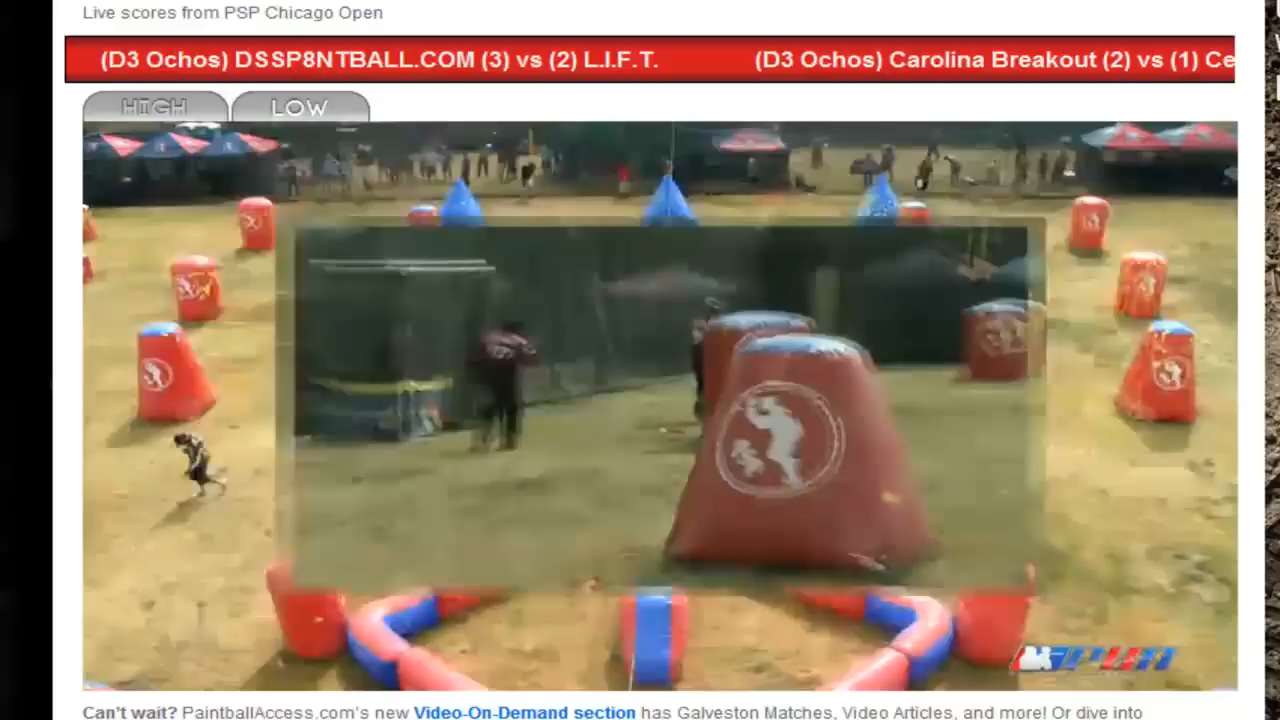 Live scores from PSP Chicago Open
(D3 Ochos) DSSP8NTBALL.COM (3) vs (2) L.I.F.T. (D3 Ochos) Carolina Breakout (2) vs (1) Ce
HIGH LOW
Can't wait? PaintballAccess.com's new Video-On-Demand section has Galveston Matches, Video Articles, and more! Or dive into